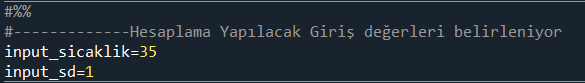 #%%
#-------------Hesaplama Yapılacak Giriş değerleri belirleniyor
input_sicaklik=35
input_sd=1